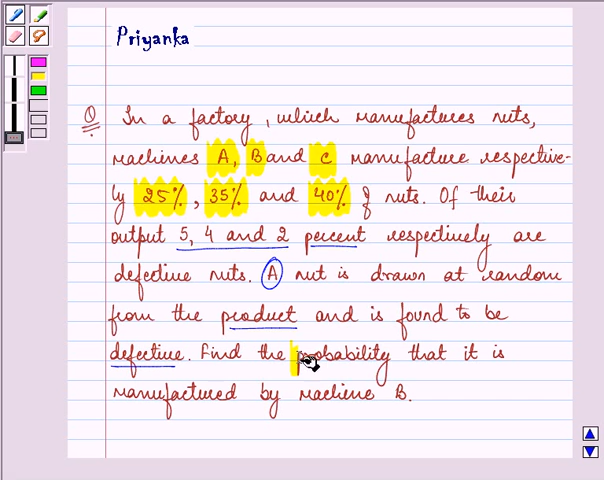 Priyanka
Q In a factory, which manufactures nuts,
machines A, B and C manufacture respective-
ly 25%, 35% and 40% of nuts. Of their
output 5, 4 and 2 percent respectively are
defective nuts. A nut is drawn at random
from the product and is found to be
defective. Find the probability that it is
manufactured by machine B.